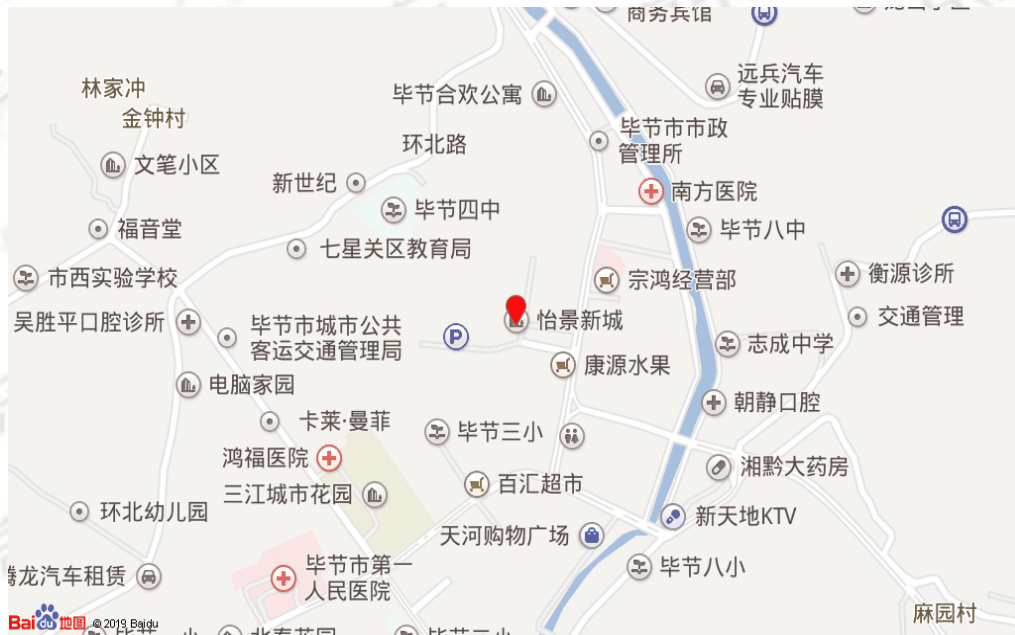 商务宾馆
远兵汽车
专业贴膜
林家冲
金钟村
毕节合欢公寓
环北路
毕节市市政
管理所
文笔小区
新世纪
南方医院
毕节四中
毕节八中
福音堂
七星关区教育局
市西实验学校
宗鸿经营部
衡源诊所
吴胜平口腔诊所
毕节市城市公共
客运交通管理局
P
怡景新城
交通管理
志成中学
康源水果
电脑家园
朝静口腔
卡莱·曼菲
毕节三小
鸿福医院
湘黔大药房
三江城市花园
百汇超市
环北幼儿园
天河购物广场
新天地KTV
毕节市第一
人民医院
毕节八小
腾龙汽车租赁
麻园村
Bai du 地图 © 2019 Baidu